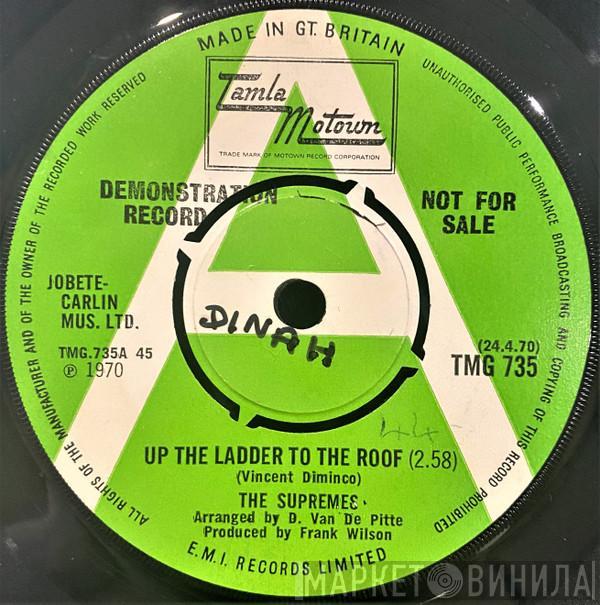 MADE IN GT. BRITAIN
UNAUTHORISED PUBLIC PERFORMANCE BROADCASTING AND COPYING OF THIS RECORD PROHIBITED
ALL RIGHTS OF THE MANUFACTURER AND OF THE OWNER OF THE RECORDED WORK RESERVED
Tamla
Motown
TRADE MARK OF MOTOWN RECORD CORPORATION
DEMONSTRATION
RECORD
NOT FOR
SALE
JOBETE-
CARLIN
MUS. LTD.
TMG.735A 45
℗ 1970
DINAH
(24.4.70)
TMG 735
44
UP THE LADDER TO THE ROOF (2.58)
(Vincent Diminco)
THE SUPREMES
Arranged by D. Van De Pitte
Produced by Frank Wilson
E.M.I. RECORDS LIMITED
МАРКЕТ ВИНИЛА